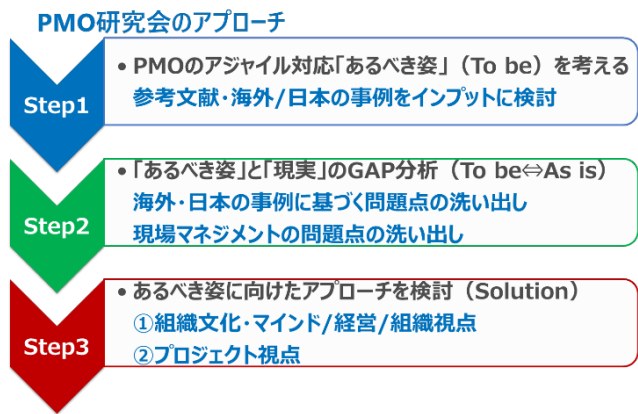 PMO研究会のアプローチ
Step1
• PMOのアジャイル対応「あるべき姿」（To be）を考える
参考文献・海外/日本の事例をインプットに検討
Step2
• 「あるべき姿」と「現実」のGAP分析（To be⇔As is）
海外・日本の事例に基づく問題点の洗い出し
現場マネジメントの問題点の洗い出し
Step3
• あるべき姿に向けたアプローチを検討（Solution）
①組織文化・マインド/経営/組織視点
②プロジェクト視点